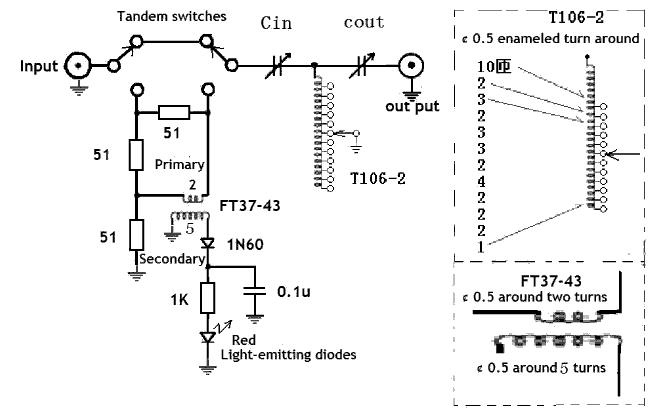 Tandem switches
Cin
cout
Input
out put
51
51
Primary
2
T106-2
FT37-43
5
51
1N60
Secondary
1K
0.1u
Red
Light-emitting diodes
T106-2
¢ 0.5 enameled turn around
10匝
2
3
2
3
3
2
4
2
2
2
1
FT37-43
¢ 0.5 around two turns
¢ 0.5 around 5 turns